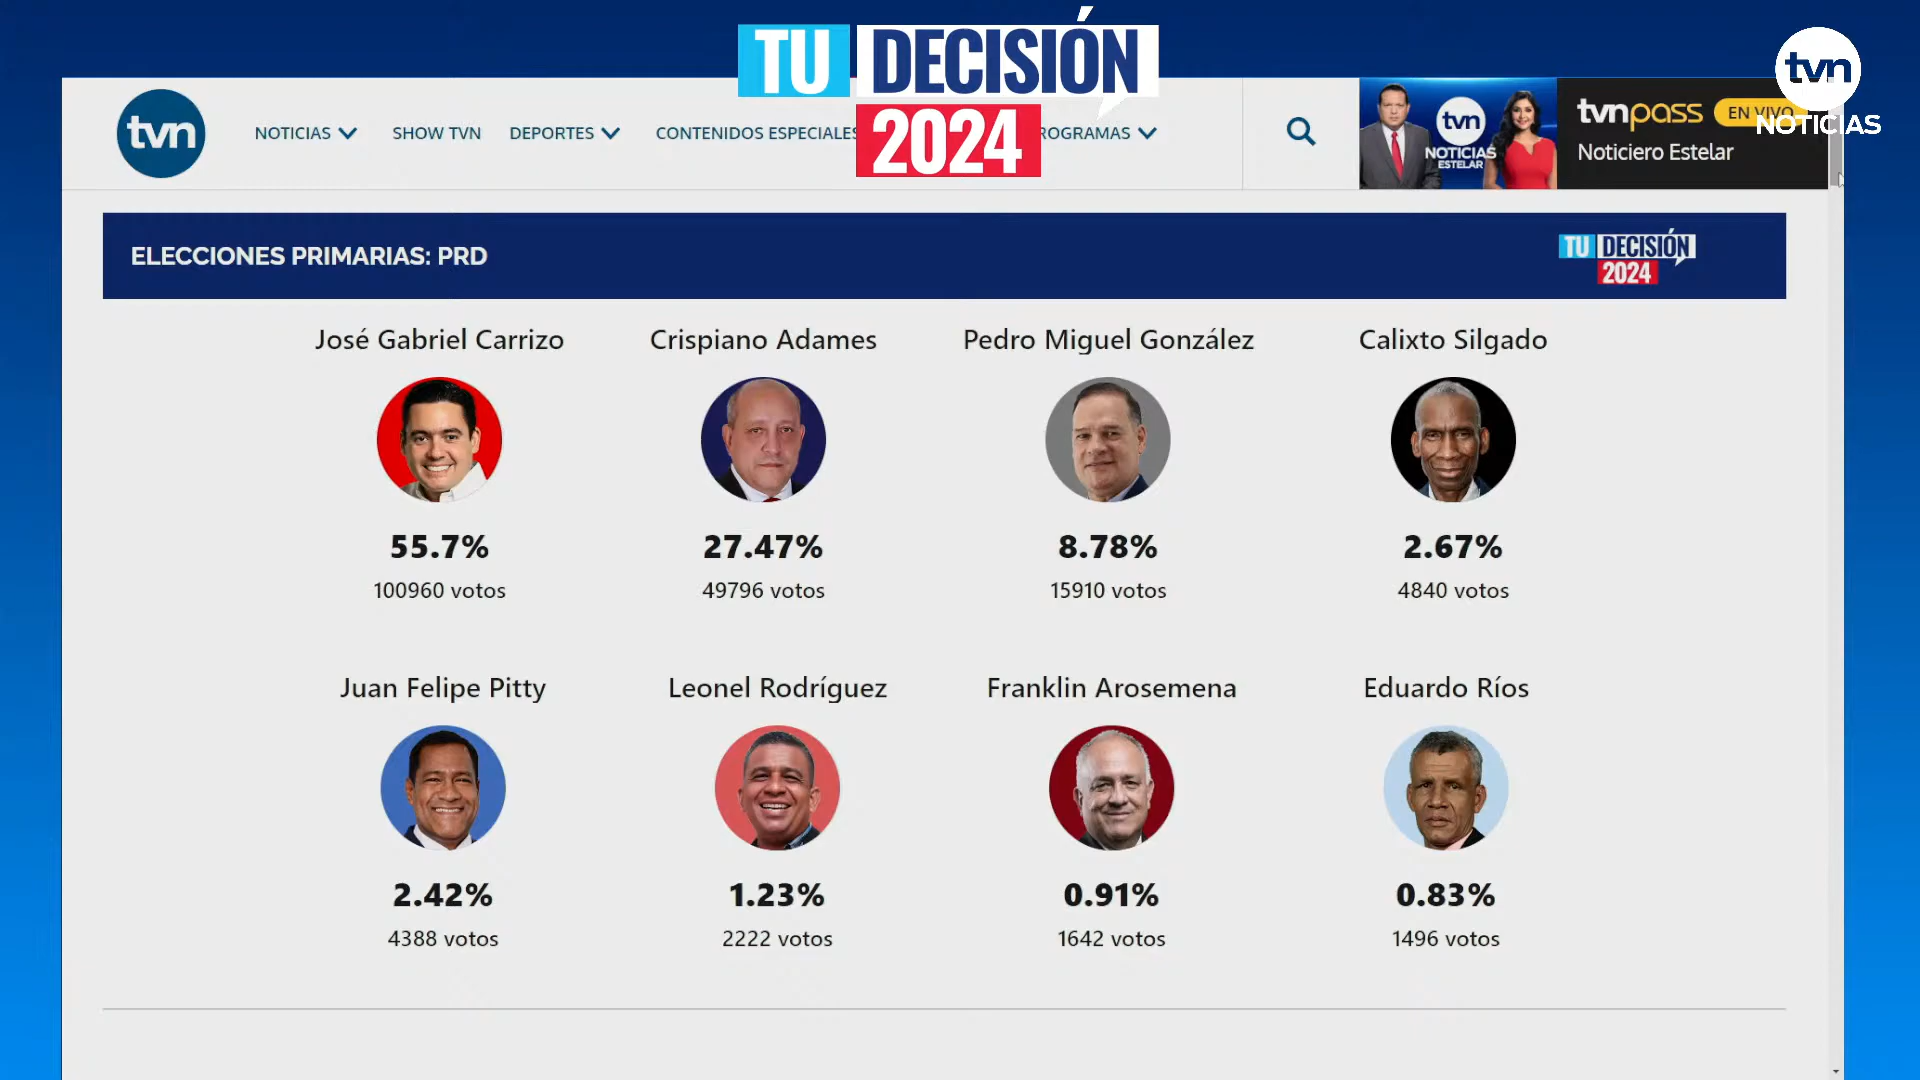 TU DECISIÓN
2024
tvn
NOTICIAS
tvn
NOTICIAS
SHOW TVN
DEPORTES
CONTENIDOS ESPECIALES
ROGRAMAS
tvn
NOTICIAS
ESTELAR
tvnpass
EN VIVO
Noticiero Estelar
ELECCIONES PRIMARIAS: PRD
TU DECISIÓN
2024
José Gabriel Carrizo
55.7%
100960 votos
Crispiano Adames
27.47%
49796 votos
Pedro Miguel González
8.78%
15910 votos
Calixto Silgado
2.67%
4840 votos
Juan Felipe Pitty
2.42%
4388 votos
Leonel Rodríguez
1.23%
2222 votos
Franklin Arosemena
0.91%
1642 votos
Eduardo Ríos
0.83%
1496 votos